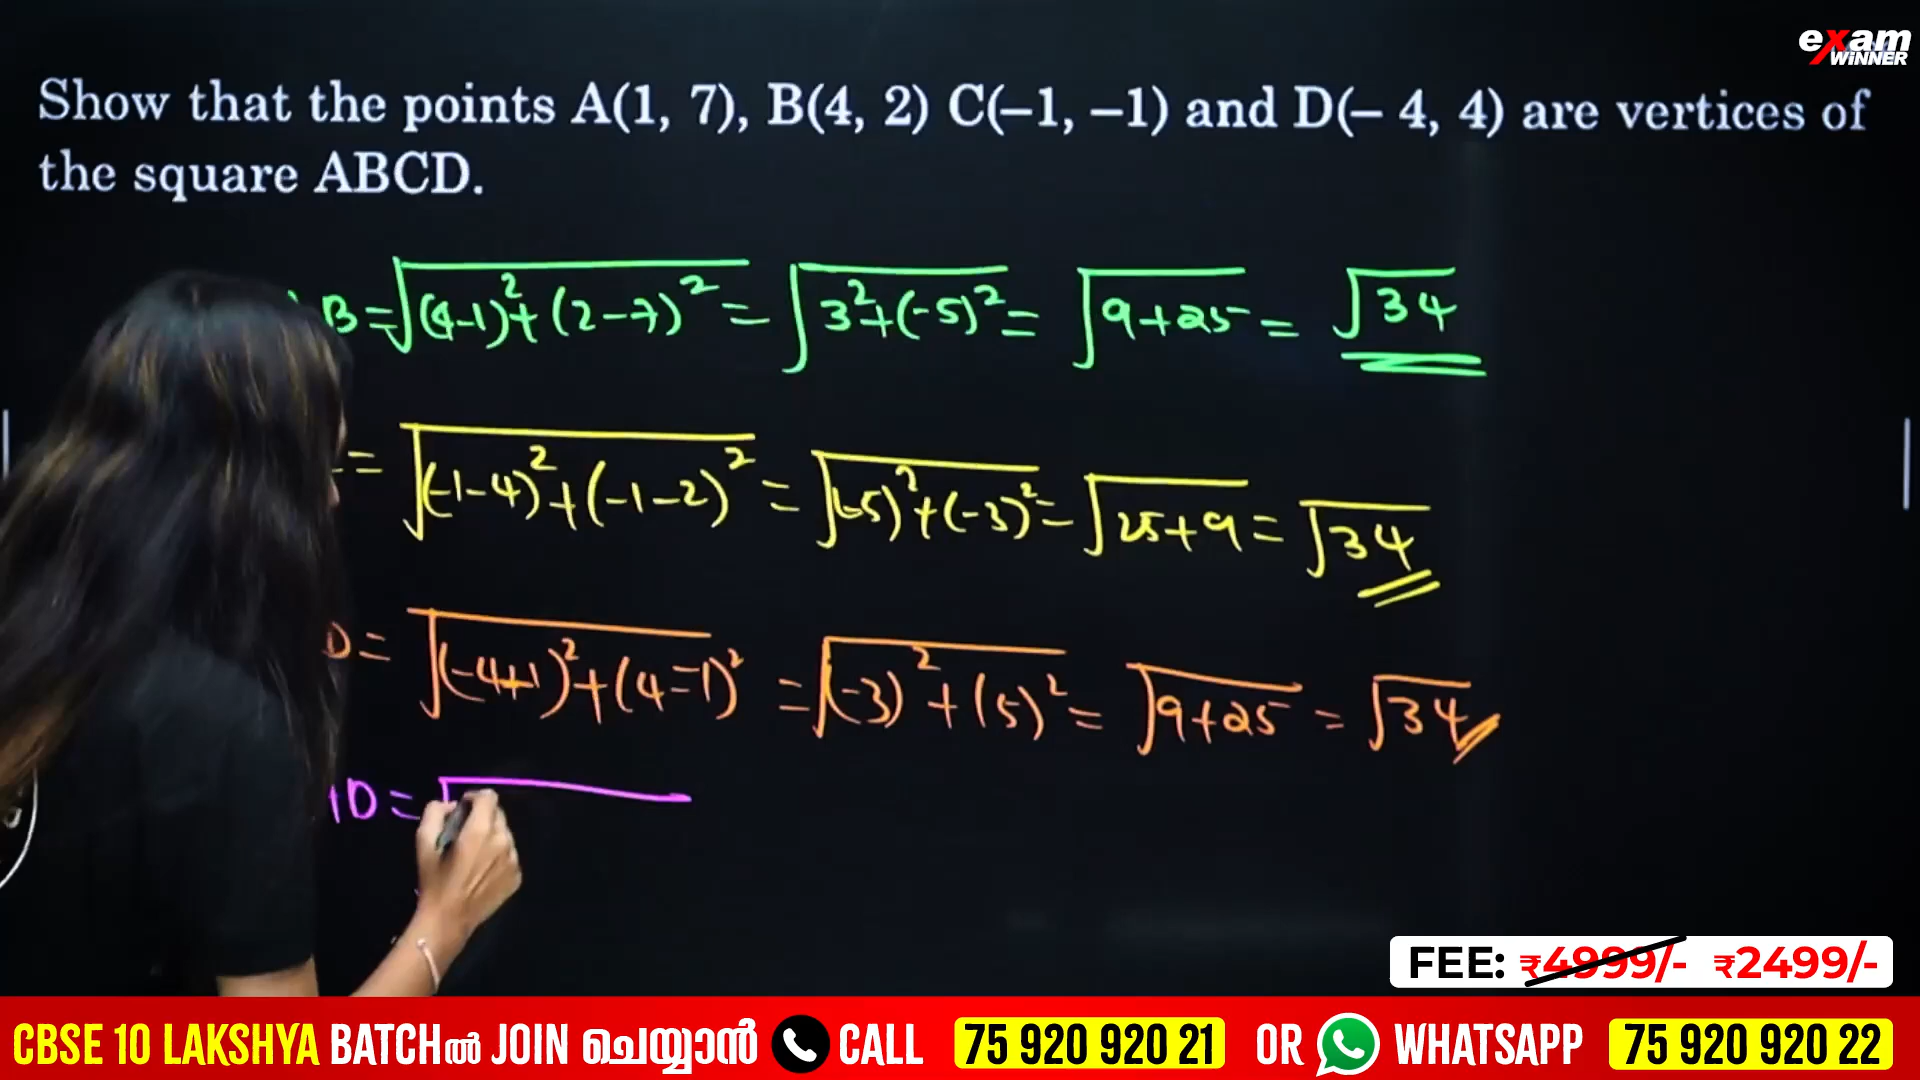 exam
WINNER
Show that the points A(1, 7), B(4, 2) C(–1, –1) and D(– 4, 4) are vertices of
the square ABCD.
B = √(4-1)² + (2-7)² = √3² + (-5)² = √9+25 = √34
= √(-1-4)² + (-1-2)² = √(-5)² + (-3)² = √25+9 = √34
D = √(-4+1)² + (4--1)² = √(-3)² + (5)² = √9+25 = √34
D = √
FEE: ₹4999/- ₹2499/-
CBSE 10 LAKSHYA BATCHൽ JOIN ചെയ്യാൻ CALL 75 920 920 21 OR WHATSAPP 75 920 920 22